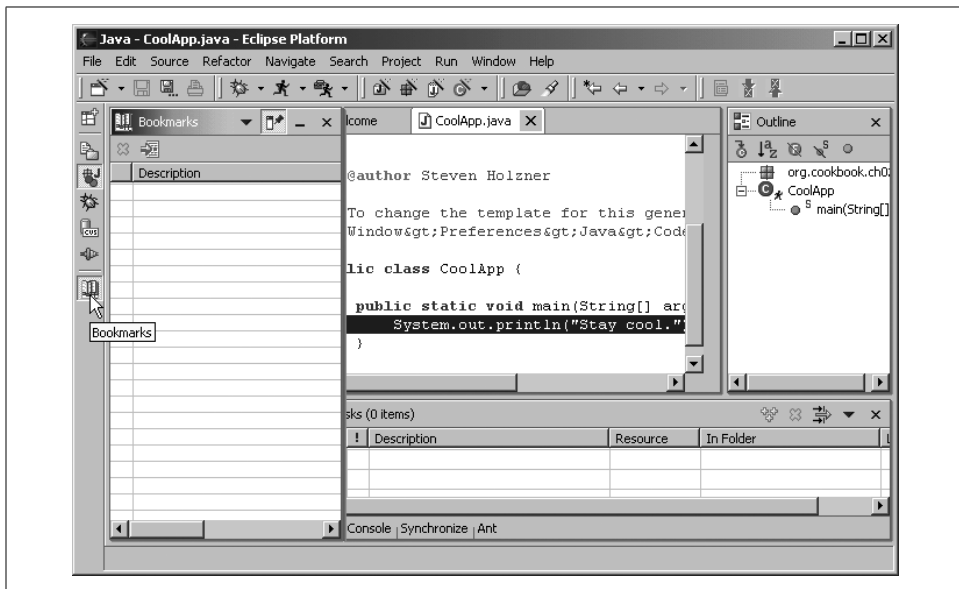 Java - CoolApp.java - Eclipse Platform
File Edit Source Refactor Navigate Search Project Run Window Help
Bookmarks
lcome
CoolApp.java
Outline
Description
@author Steven Holzner
To change the template for this gener
Window&gt;Preferences&gt;Java&gt;Code
lic class CoolApp {
public static void main(String[] arg
System.out.println("Stay cool.")
}
org.cookbook.ch0
CoolApp
S main(String[]
CVS
Bookmarks
sks (0 items)
! Description Resource In Folder L
Console Synchronize Ant